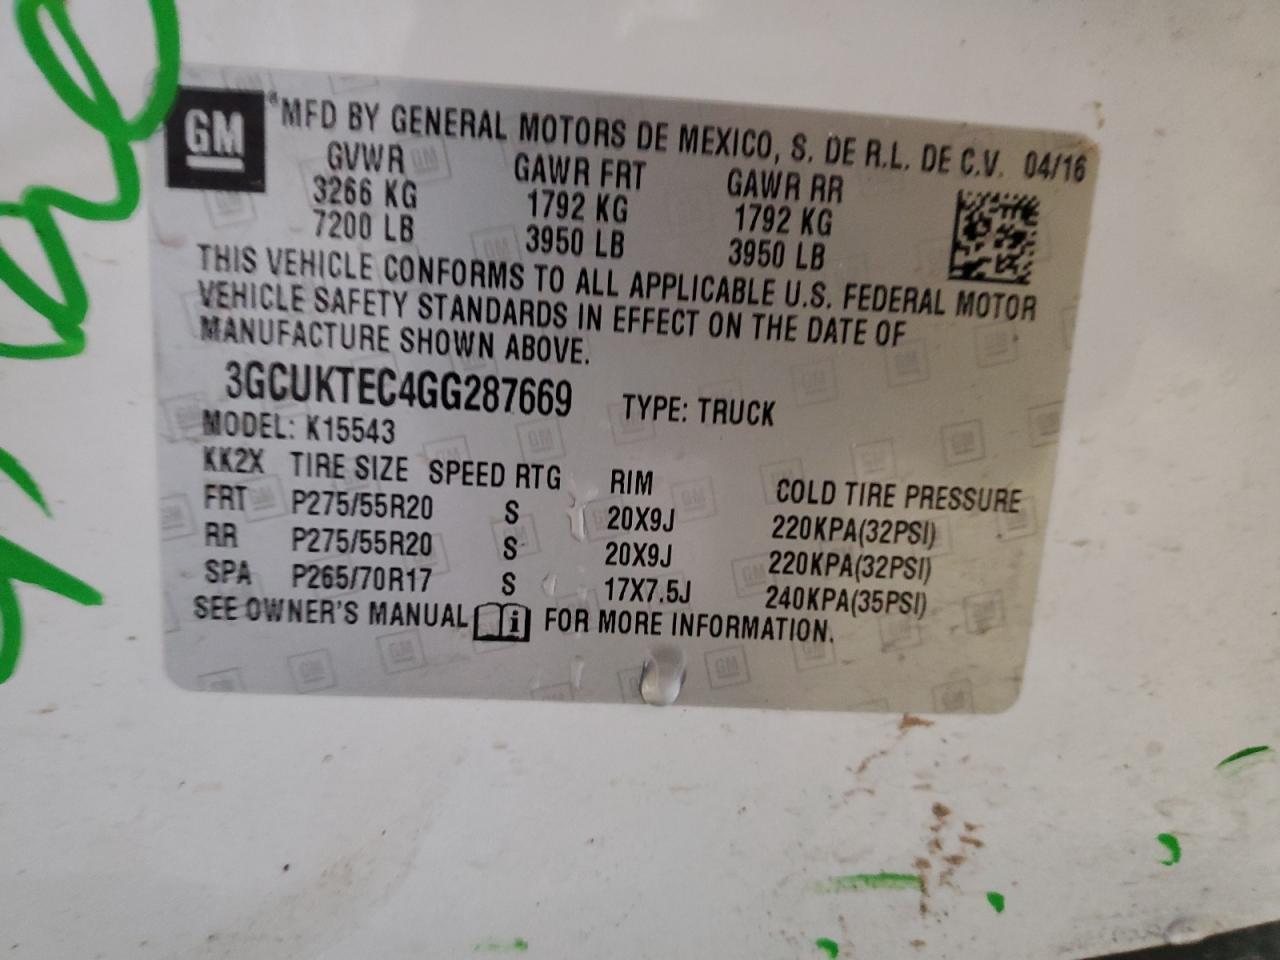 GM
®MFD BY GENERAL MOTORS DE MEXICO, S. DE R.L. DE C.V. 04/16
GVWR GAWR FRT GAWR RR
3266 KG 1792 KG 1792 KG
7200 LB 3950 LB 3950 LB
THIS VEHICLE CONFORMS TO ALL APPLICABLE U.S. FEDERAL MOTOR
VEHICLE SAFETY STANDARDS IN EFFECT ON THE DATE OF
MANUFACTURE SHOWN ABOVE.
3GCUKTEC4GG287669 TYPE: TRUCK
MODEL: K15543
KK2X TIRE SIZE SPEED RTG RIM COLD TIRE PRESSURE
FRT P275/55R20 S 20X9J 220KPA(32PSI)
RR P275/55R20 S 20X9J 220KPA(32PSI)
SPA P265/70R17 S 17X7.5J 240KPA(35PSI)
SEE OWNER'S MANUAL i FOR MORE INFORMATION.